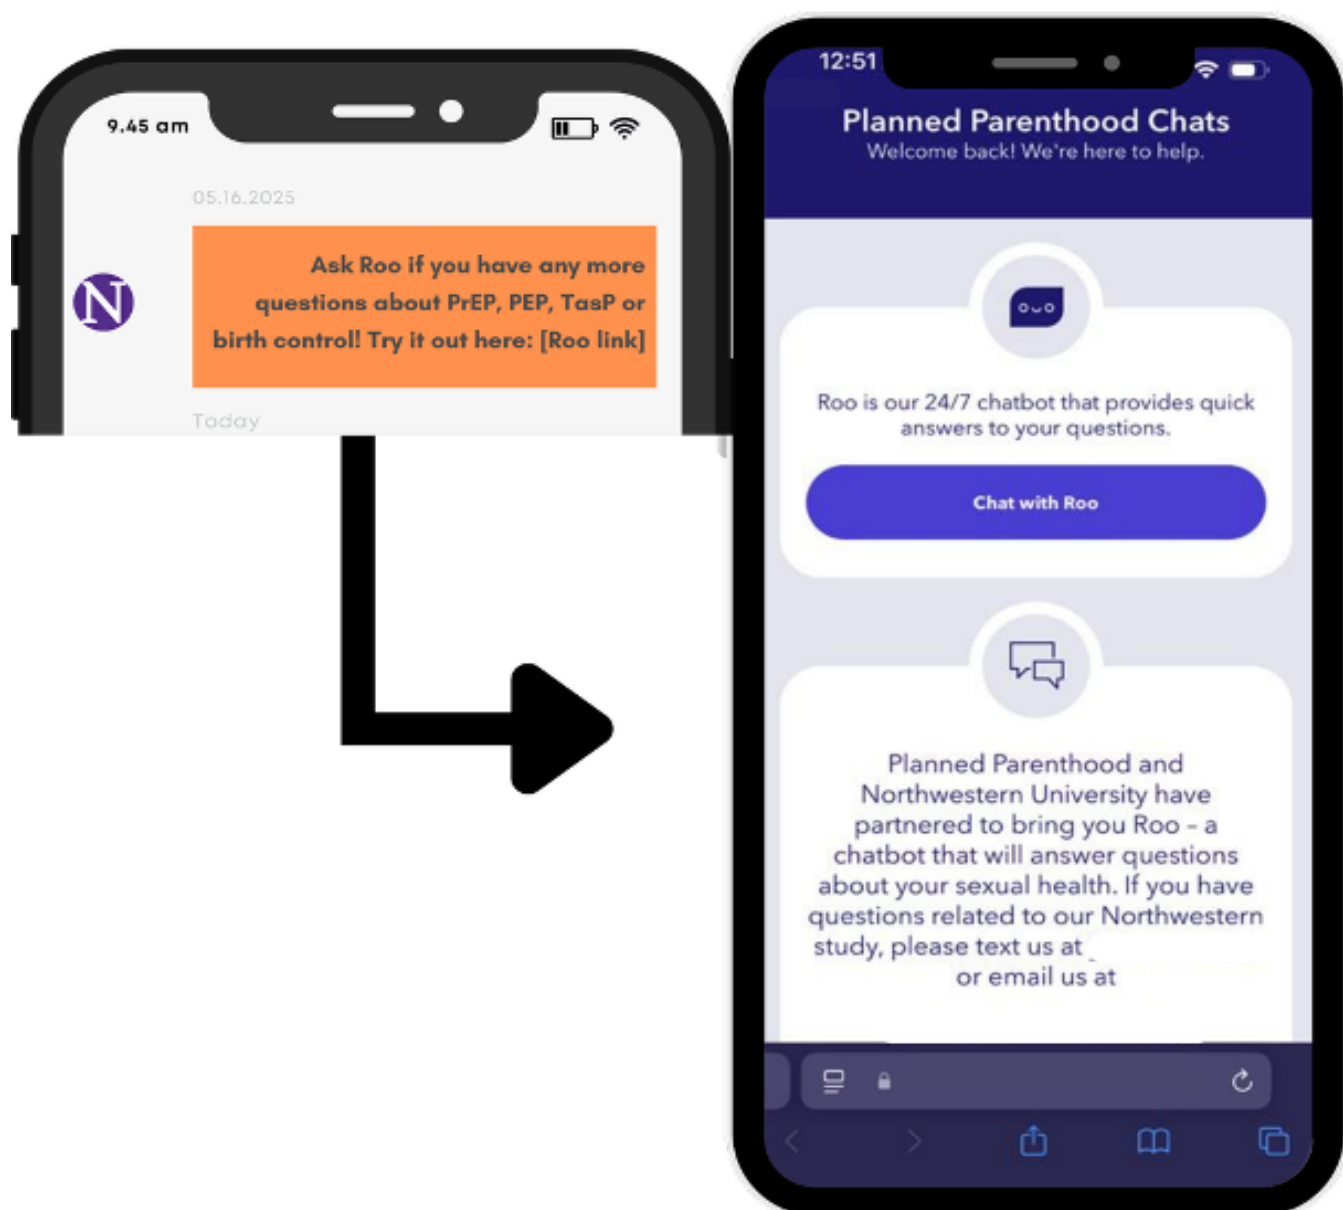 9.45 am
05.16.2025
N
Ask Roo if you have any more
questions about PrEP, PEP, TasP or
birth control! Try it out here: [Roo link]
Today
12:51
Planned Parenthood Chats
Welcome back! We're here to help.
Roo is our 24/7 chatbot that provides quick
answers to your questions.
Chat with Roo
Planned Parenthood and
Northwestern University have
partnered to bring you Roo – a
chatbot that will answer questions
about your sexual health. If you have
questions related to our Northwestern
study, please text us at
or email us at